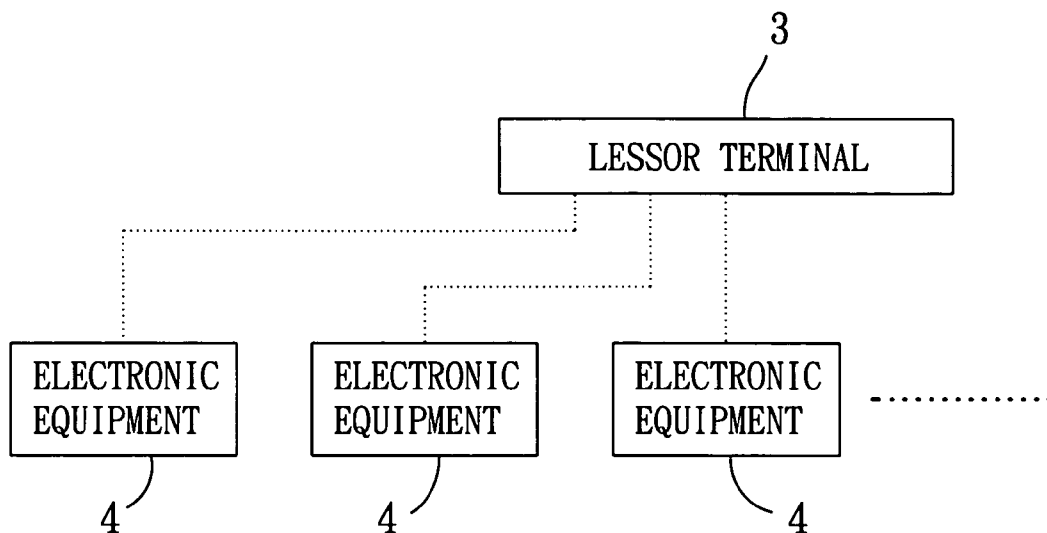 3
LESSOR TERMINAL
ELECTRONIC
EQUIPMENT
ELECTRONIC
EQUIPMENT
ELECTRONIC
EQUIPMENT
4
4
4